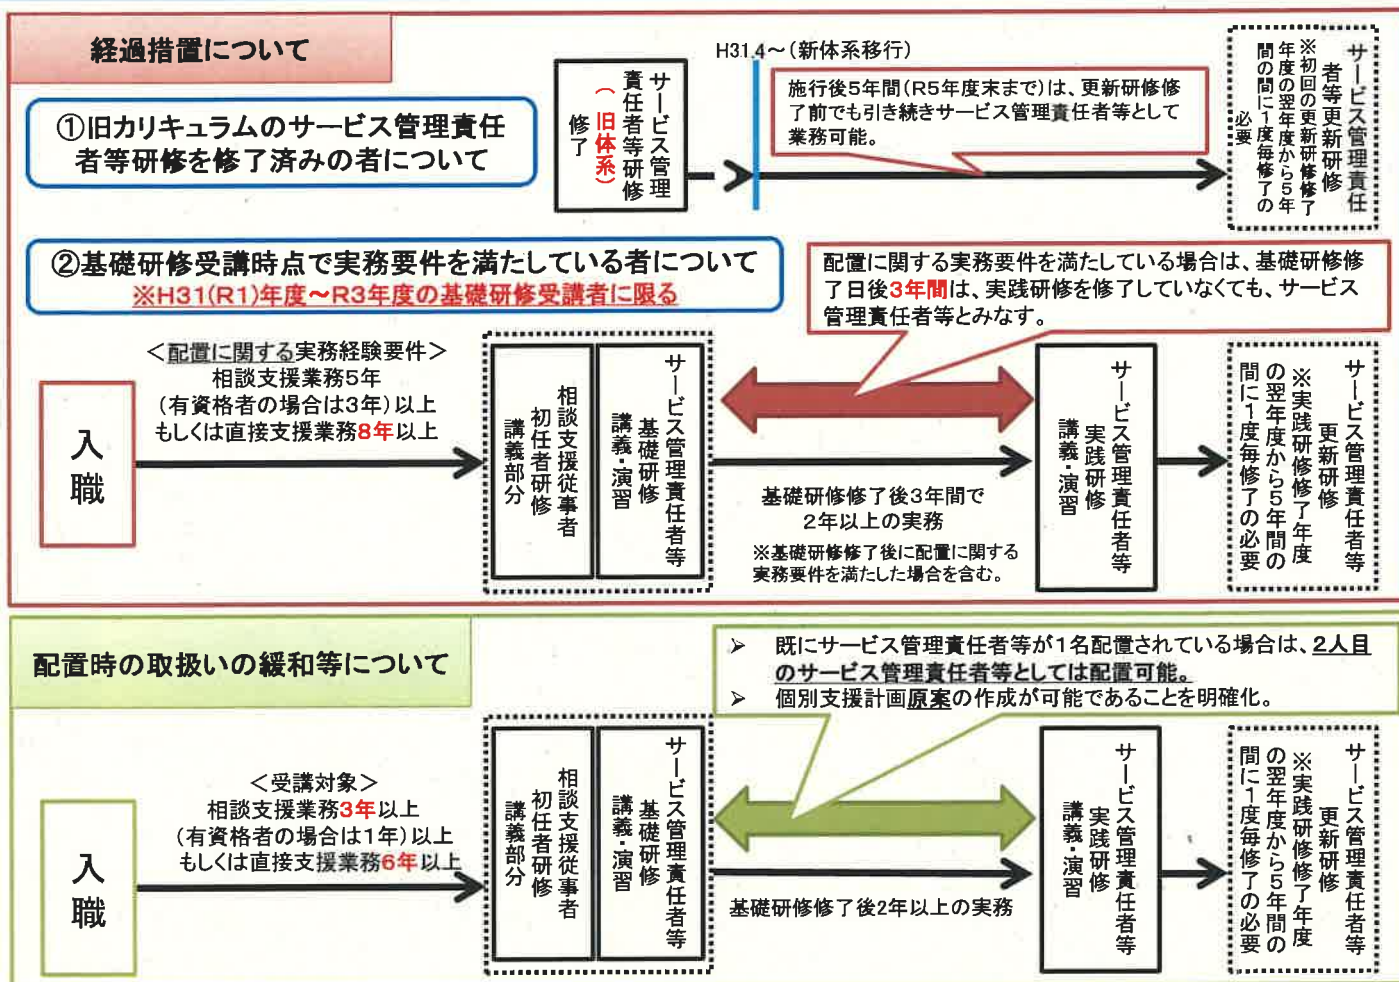 経過措置について
①旧カリキュラムのサービス管理責任
者等研修を修了済みの者について
サービス管理
責任者等研修
(旧体系)
修了
H31.4～(新体系移行)
施行後5年間(R5年度末まで)は、更新研修修
了前でも引き続きサービス管理責任者等として
業務可能。
サービス管理責任
者等更新研修
※初回の更新研修修了
年度の翌年度から5年
間の間に1度毎修了の
必要
②基礎研修受講時点で実務要件を満たしている者について
※H31(R1)年度～R3年度の基礎研修受講者に限る
配置に関する実務要件を満たしている場合は、基礎研修修
了日後3年間は、実践研修を修了していなくても、サービス
管理責任者等とみなす。
入職
＜配置に関する実務経験要件＞
相談支援業務5年
(有資格者の場合は3年)以上
もしくは直接支援業務8年以上
相談支援従事者
初任者研修
講義部分
サービス管理責任者等
基礎研修
講義・演習
基礎研修修了後3年間で
2年以上の実務
※基礎研修修了後に配置に関する
実務要件を満たした場合を含む。
サービス管理責任者等
実践研修
講義・演習
サービス管理責任者等
更新研修
※実践研修修了年度
の翌年度から5年間の
間に1度毎修了の必要
配置時の取扱いの緩和等について
➢ 既にサービス管理責任者等が1名配置されている場合は、2人目
のサービス管理責任者等としては配置可能。
➢ 個別支援計画原案の作成が可能であることを明確化。
入職
＜受講対象＞
相談支援業務3年以上
(有資格者の場合は1年)以上
もしくは直接支援業務6年以上
相談支援従事者
初任者研修
講義部分
サービス管理責任者等
基礎研修
講義・演習
基礎研修修了後2年以上の実務
サービス管理責任者等
実践研修
講義・演習
サービス管理責任者等
更新研修
※実践研修修了年度
の翌年度から5年間の
間に1度毎修了の必要